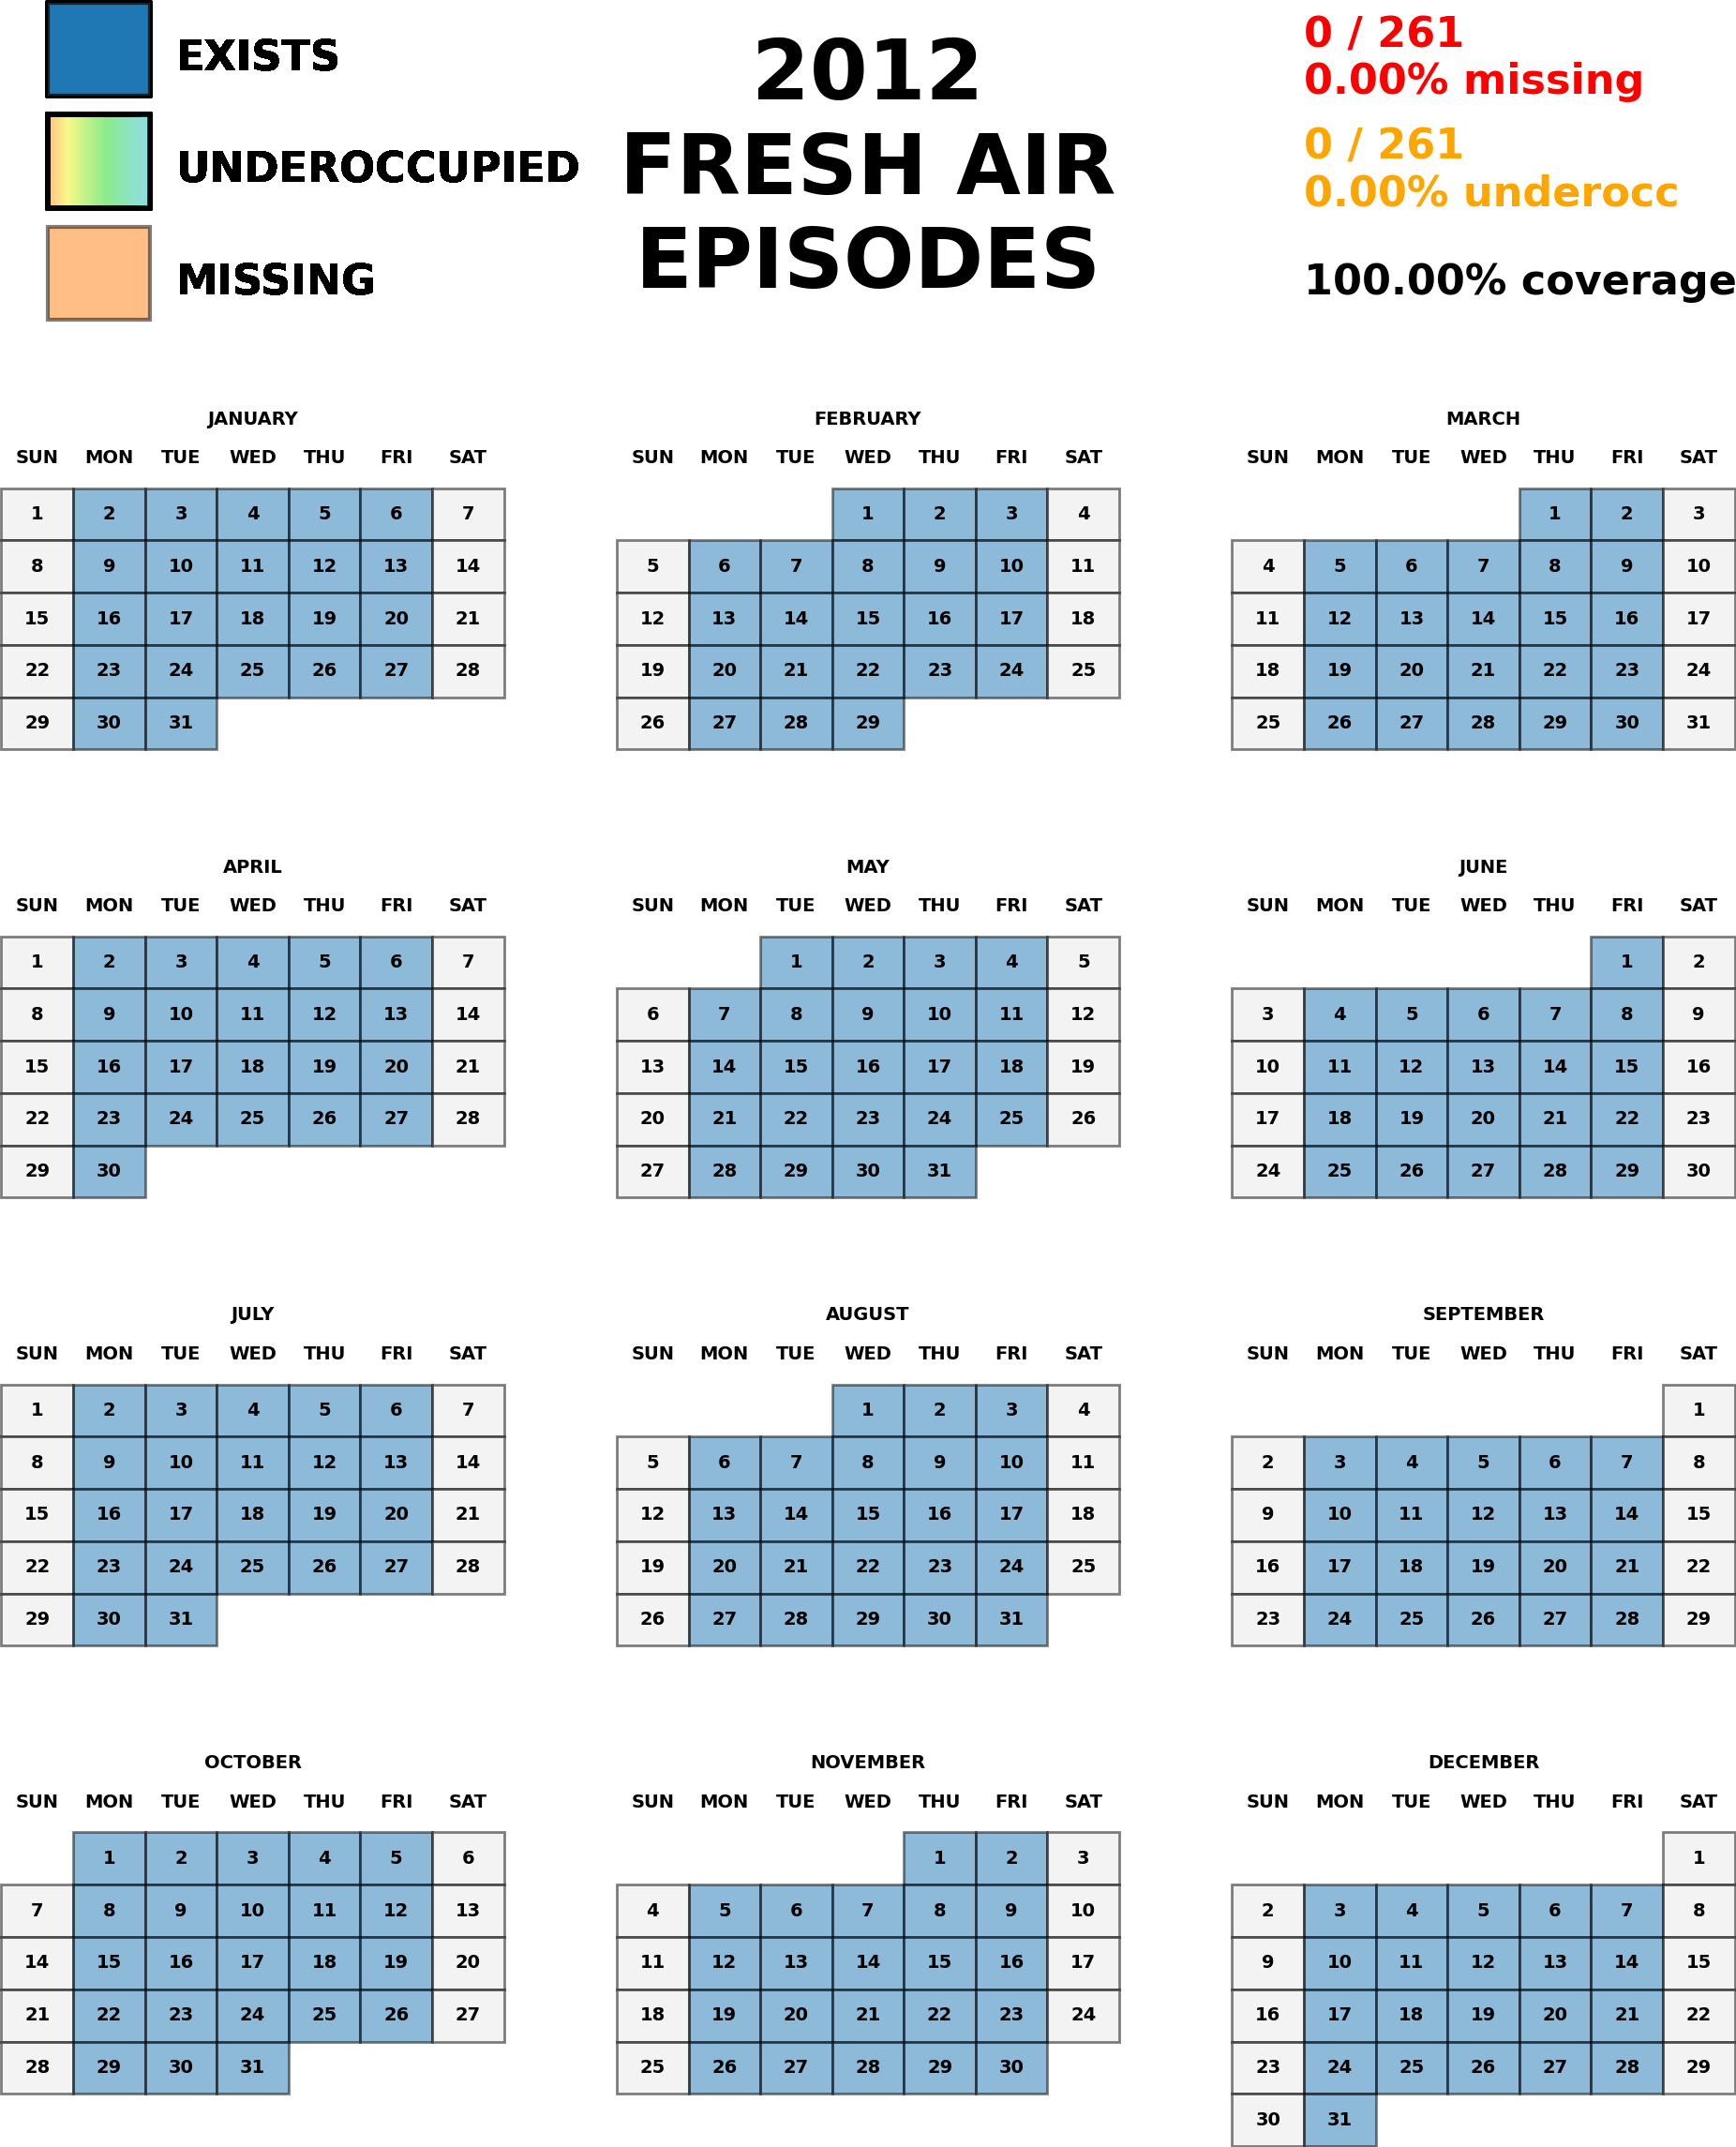 EXISTS
UNDEROCCUPIED
MISSING
2012
FRESH AIR
EPISODES
0 / 261
0.00% missing
0 / 261
0.00% underocc
100.00% coverage
JANUARY
SUN MON TUE WED THU FRI SAT
1 2 3 4 5 6 7
8 9 10 11 12 13 14
15 16 17 18 19 20 21
22 23 24 25 26 27 28
29 30 31
FEBRUARY
SUN MON TUE WED THU FRI SAT
1 2 3 4
5 6 7 8 9 10 11
12 13 14 15 16 17 18
19 20 21 22 23 24 25
26 27 28 29
MARCH
SUN MON TUE WED THU FRI SAT
1 2 3
4 5 6 7 8 9 10
11 12 13 14 15 16 17
18 19 20 21 22 23 24
25 26 27 28 29 30 31
APRIL
SUN MON TUE WED THU FRI SAT
1 2 3 4 5 6 7
8 9 10 11 12 13 14
15 16 17 18 19 20 21
22 23 24 25 26 27 28
29 30
MAY
SUN MON TUE WED THU FRI SAT
1 2 3 4 5
6 7 8 9 10 11 12
13 14 15 16 17 18 19
20 21 22 23 24 25 26
27 28 29 30 31
JUNE
SUN MON TUE WED THU FRI SAT
1 2
3 4 5 6 7 8 9
10 11 12 13 14 15 16
17 18 19 20 21 22 23
24 25 26 27 28 29 30
JULY
SUN MON TUE WED THU FRI SAT
1 2 3 4 5 6 7
8 9 10 11 12 13 14
15 16 17 18 19 20 21
22 23 24 25 26 27 28
29 30 31
AUGUST
SUN MON TUE WED THU FRI SAT
1 2 3 4
5 6 7 8 9 10 11
12 13 14 15 16 17 18
19 20 21 22 23 24 25
26 27 28 29 30 31
SEPTEMBER
SUN MON TUE WED THU FRI SAT
1
2 3 4 5 6 7 8
9 10 11 12 13 14 15
16 17 18 19 20 21 22
23 24 25 26 27 28 29
OCTOBER
SUN MON TUE WED THU FRI SAT
1 2 3 4 5 6
7 8 9 10 11 12 13
14 15 16 17 18 19 20
21 22 23 24 25 26 27
28 29 30 31
NOVEMBER
SUN MON TUE WED THU FRI SAT
1 2 3
4 5 6 7 8 9 10
11 12 13 14 15 16 17
18 19 20 21 22 23 24
25 26 27 28 29 30
DECEMBER
SUN MON TUE WED THU FRI SAT
1
2 3 4 5 6 7 8
9 10 11 12 13 14 15
16 17 18 19 20 21 22
23 24 25 26 27 28 29
30 31